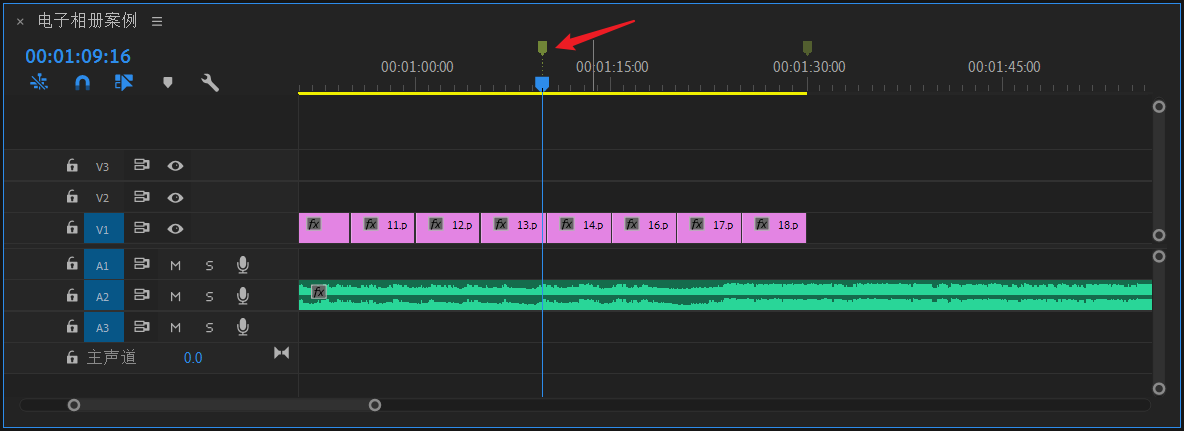 × 电子相册案例 ≡
00:01:09:16
00:01:00:00 00:01:15:00 00:01:30:00 00:01:45:00
V3
V2
V1 fx fx 11.p fx 12.p fx 13.p fx 14.p fx 16.p fx 17.p fx 18.p
A1 M S
A2 M S fx
A3 M S
主声道 0.0